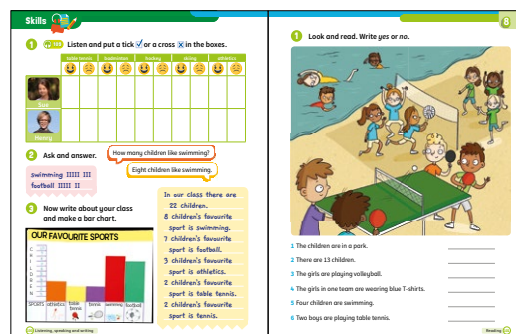 Skills
1 Listen and put a tick ☑ or a cross ☒ in the boxes.
table tennis badminton hockey skiing athletics
Sue
Henry
2 Ask and answer.
How many children like swimming?
Eight children like swimming.
swimming IIIII III
football IIIII II
3 Now write about your class
and make a bar chart.
OUR FAVOURITE SPORTS
CHILDREN
SPORTS athletics table tennis tennis swimming football
In our class there are
22 children.
8 children's favourite
sport is swimming.
7 children's favourite
sport is football.
3 children's favourite
sport is athletics.
2 children's favourite
sport is table tennis.
2 children's favourite
sport is tennis.
Listening, speaking and writing
8
1 Look and read. Write yes or no.
1 The children are in a park.
2 There are 13 children.
3 The girls are playing volleyball.
4 The girls in one team are wearing blue T-shirts.
5 Four children are swimming.
6 Two boys are playing table tennis.
Reading